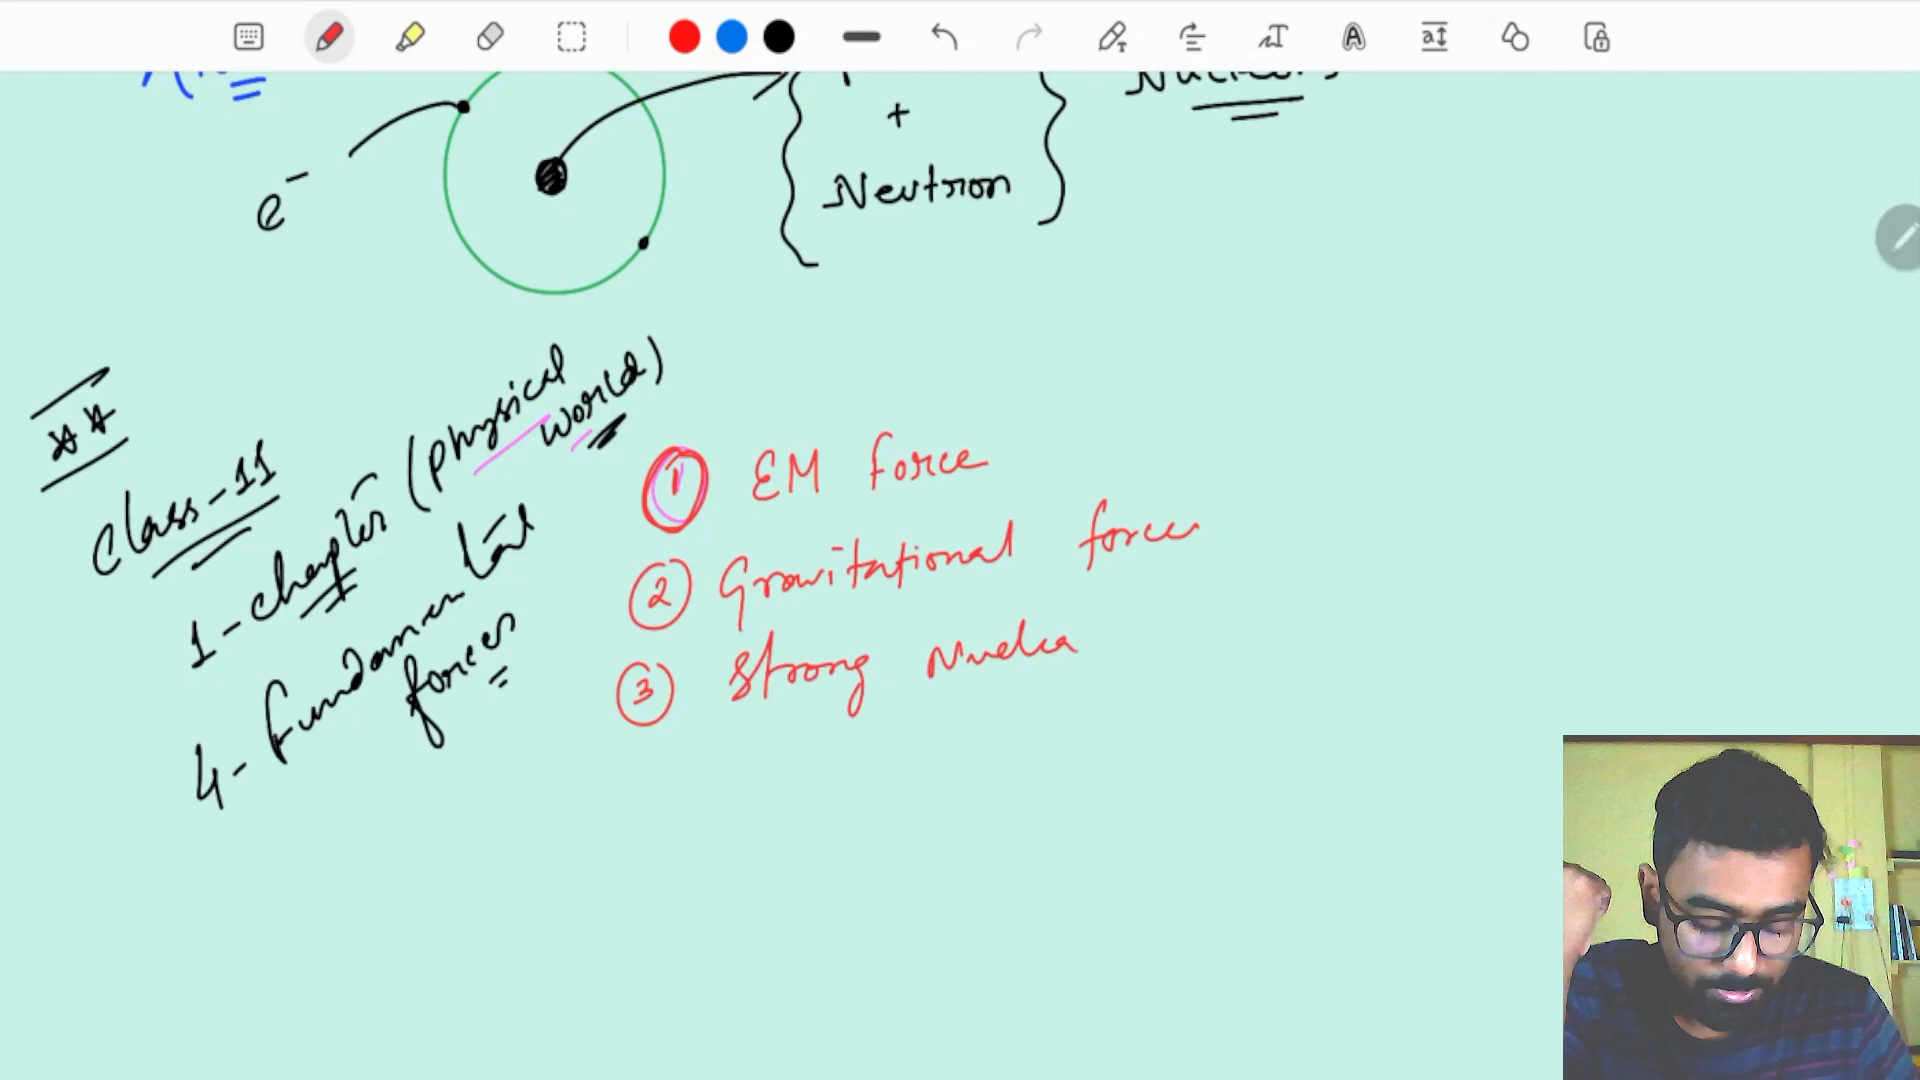 e⁻
+
Neutron
Class-11
1-chapter (physical
world)
4- fundamental
forces
1 EM force
2 Gravitational force
3 Strong Nuclea